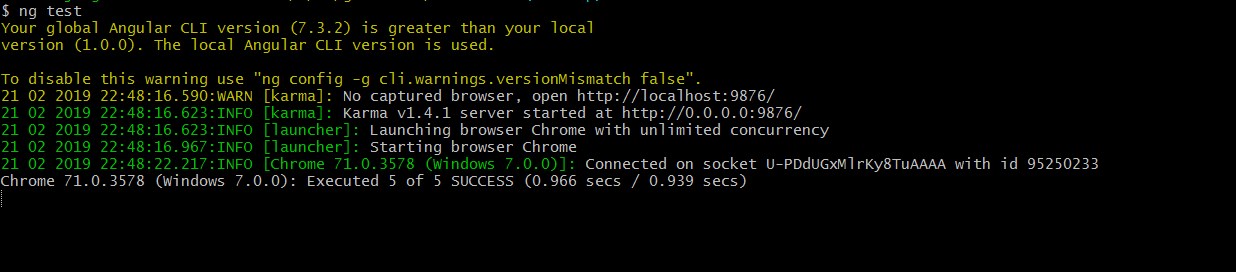 $ ng test
Your global Angular CLI version (7.3.2) is greater than your local
version (1.0.0). The local Angular CLI version is used.
To disable this warning use "ng config -g cli.warnings.versionMismatch false".
21 02 2019 22:48:16.590:WARN [karma]: No captured browser, open http://localhost:9876/
21 02 2019 22:48:16.623:INFO [karma]: Karma v1.4.1 server started at http://0.0.0.0:9876/
21 02 2019 22:48:16.623:INFO [launcher]: Launching browser Chrome with unlimited concurrency
21 02 2019 22:48:16.967:INFO [launcher]: Starting browser Chrome
21 02 2019 22:48:22.217:INFO [Chrome 71.0.3578 (Windows 7.0.0)]: Connected on socket U-PDdUGxMlrKy8TuAAAA with id 95250233
Chrome 71.0.3578 (Windows 7.0.0): Executed 5 of 5 SUCCESS (0.966 secs / 0.939 secs)